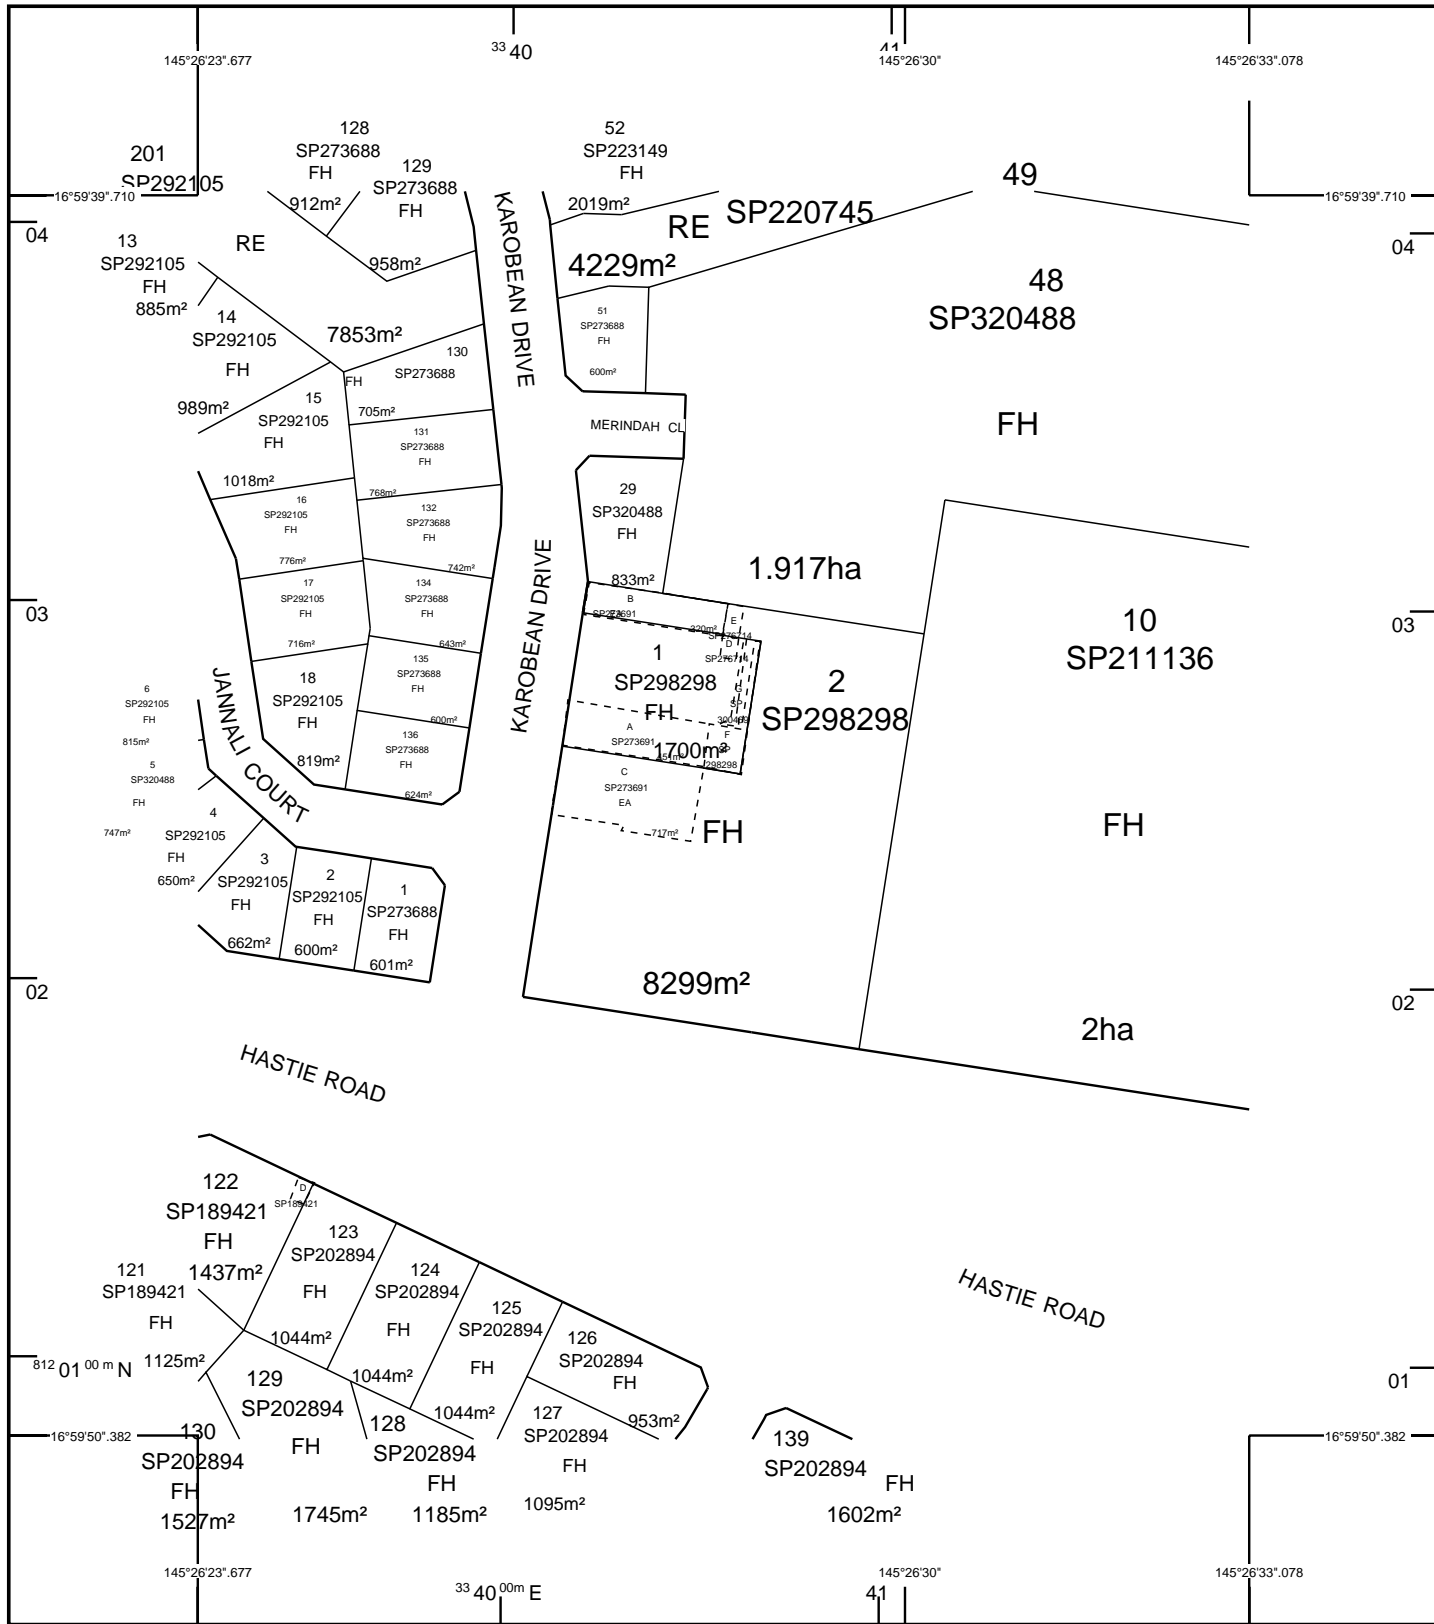 33 40
41
145°26'23".677
145°26'30"
145°26'33".078
128
SP273688
FH
912m²
129
SP273688
FH
958m²
52
SP223149
FH
2019m²
201
SP292105
49
16°59'39".710
16°59'39".710
04
04
RE
7853m²
RE
SP220745
4229m²
13
SP292105
FH
885m²
14
SP292105
FH
989m²
KAROBEAN DRIVE
48
SP320488
FH
1.917ha
51
SP273688
FH
600m²
130
SP273688
FH
705m²
15
SP292105
FH
1018m²
MERINDAH CL
131
SP273688
FH
768m²
16
SP292105
FH
776m²
132
SP273688
FH
742m²
29
SP320488
FH
833m²
KAROBEAN DRIVE
17
SP292105
FH
716m²
134
SP273688
FH
643m²
03
03
B
SP273691
EA
320m²
E
SP276714
D
SP276714
10
SP211136
FH
2ha
1
SP298298
FH
1700m²
2
SP298298
FH
8299m²
G
SP
300469
F
SP
298298
A
SP273691
451m²
C
SP273691
EA
717m²
18
SP292105
FH
819m²
135
SP273688
FH
600m²
136
SP273688
FH
624m²
JANNALI COURT
6
SP292105
FH
815m²
5
SP320488
FH
747m²
4
SP292105
FH
650m²
3
SP292105
FH
662m²
2
SP292105
FH
600m²
1
SP273688
FH
601m²
02
02
HASTIE ROAD
122
SP189421
FH
1437m²
D
SP189421
123
SP202894
FH
1044m²
124
SP202894
FH
1044m²
125
SP202894
FH
1044m²
126
SP202894
FH
953m²
HASTIE ROAD
121
SP189421
FH
1125m²
812 01 00 m N
01
129
SP202894
FH
1745m²
128
SP202894
FH
1185m²
127
SP202894
FH
1095m²
130
SP202894
FH
1527m²
139
SP202894
FH
1602m²
16°59'50".382
16°59'50".382
145°26'23".677
33 40 00m E
41
145°26'30"
145°26'33".078